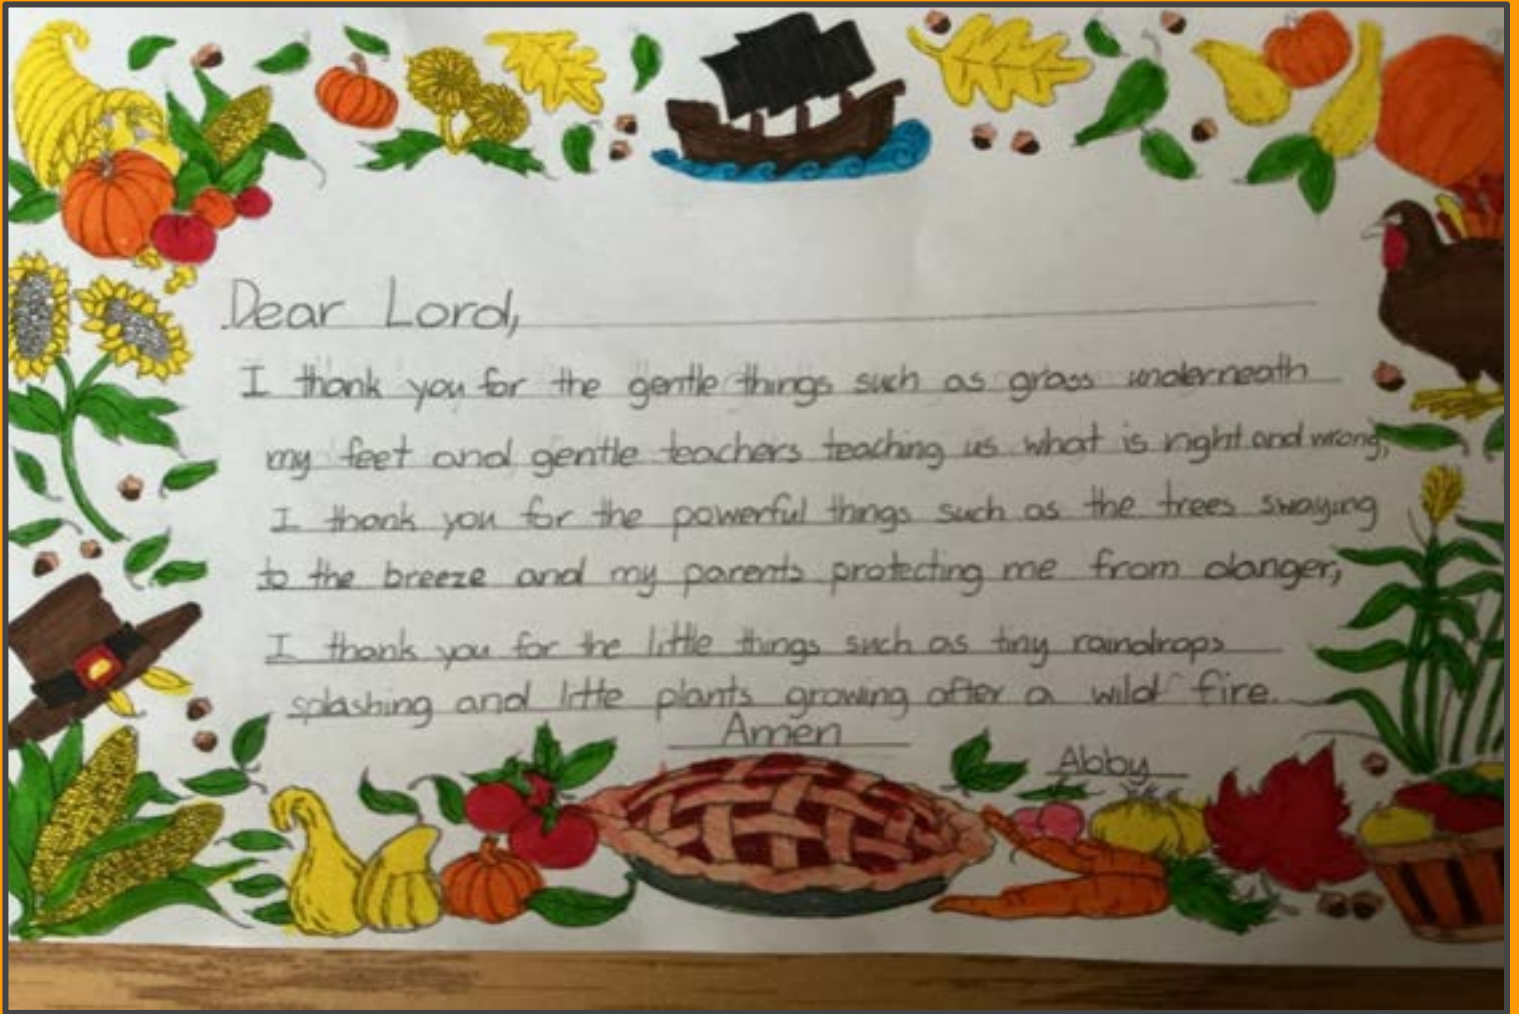 Dear Lord,
I thank you for the gentle things such as grass underneath
my feet and gentle teachers teaching us what is right and wrong,
I thank you for the powerful things such as the trees swaying
to the breeze and my parents protecting me from danger,
I thank you for the little things such as tiny raindrops
splashing and little plants growing after a wild fire.
Amen
Abby